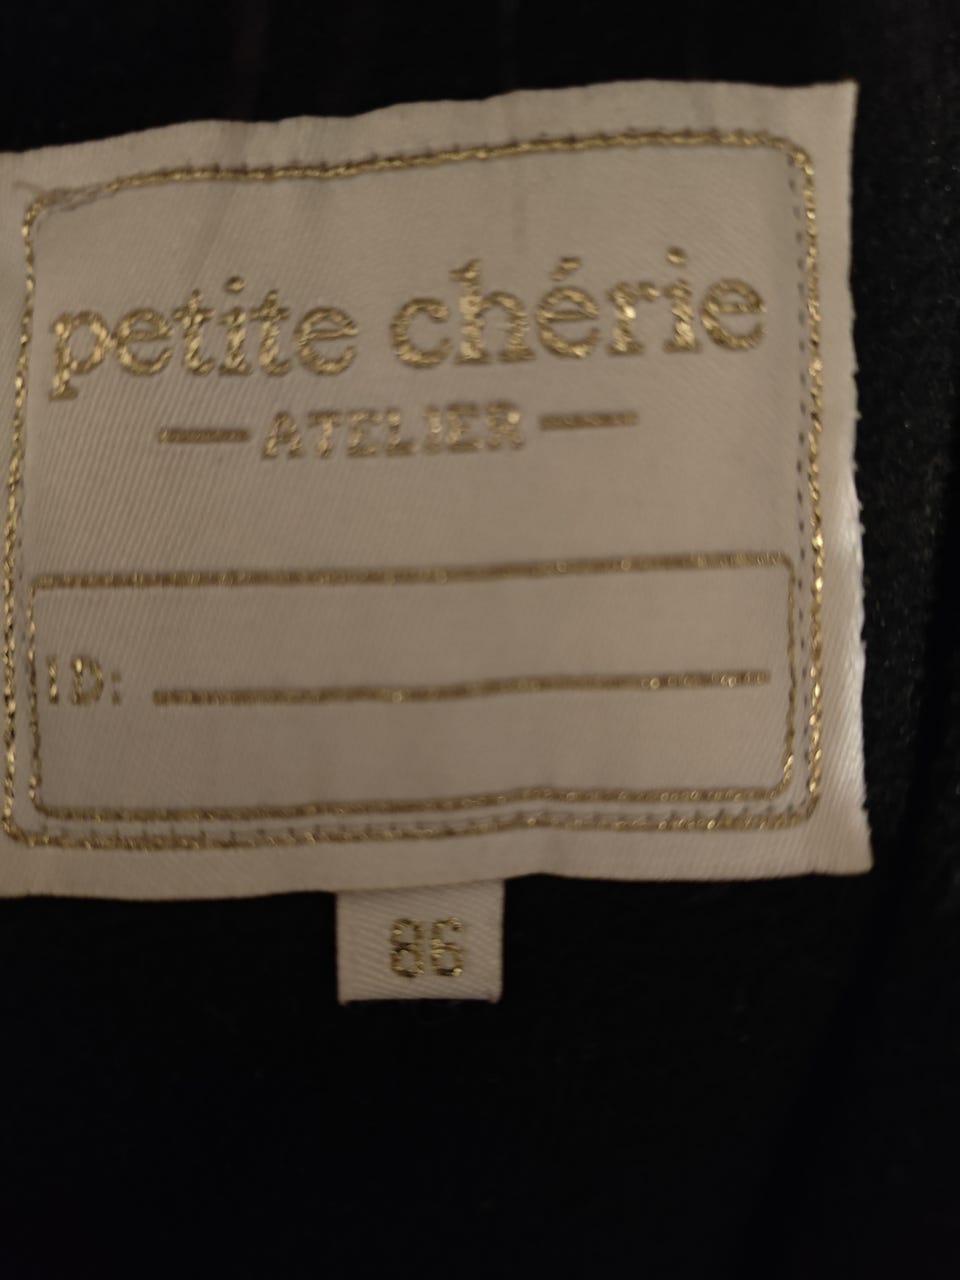 petite chérie
ATELIER
ID:
86